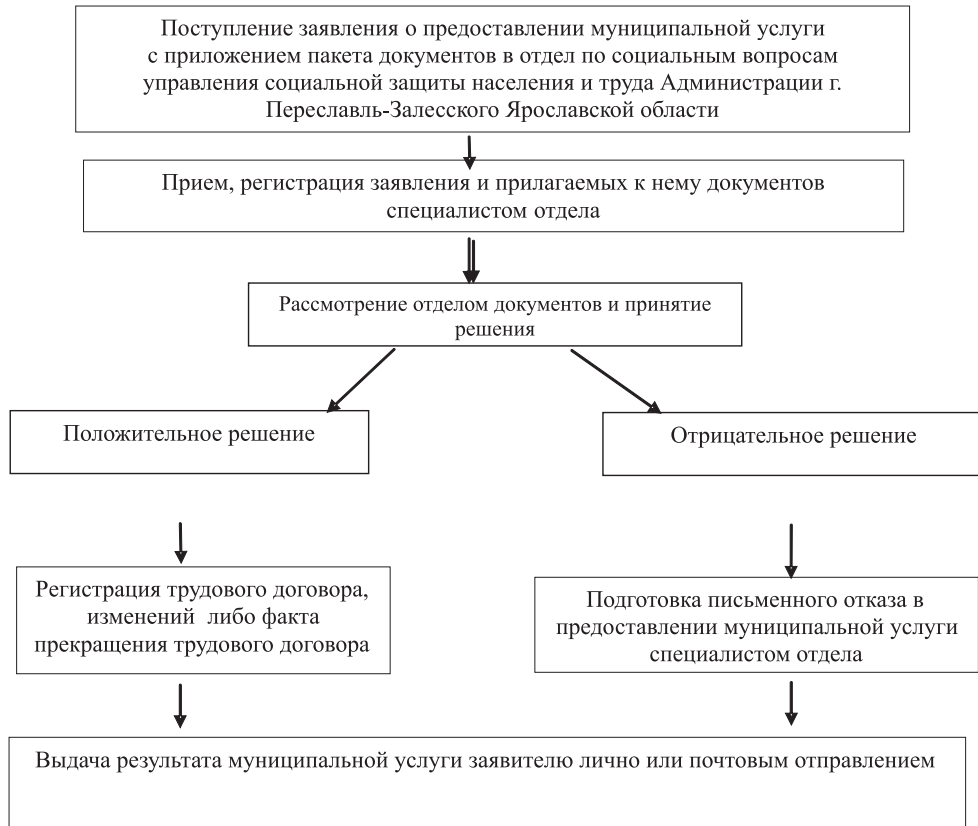 Поступление заявления о предоставлении муниципальной услуги
с приложением пакета документов в отдел по социальным вопросам
управления социальной защиты населения и труда Администрации г.
Переславль-Залесского Ярославской области
Прием, регистрация заявления и прилагаемых к нему документов
специалистом отдела
Рассмотрение отделом документов и принятие
решения
Положительное решение
Отрицательное решение
Регистрация трудового договора,
изменений либо факта
прекращения трудового договора
Подготовка письменного отказа в
предоставлении муниципальной услуги
специалистом отдела
Выдача результата муниципальной услуги заявителю лично или почтовым отправлением